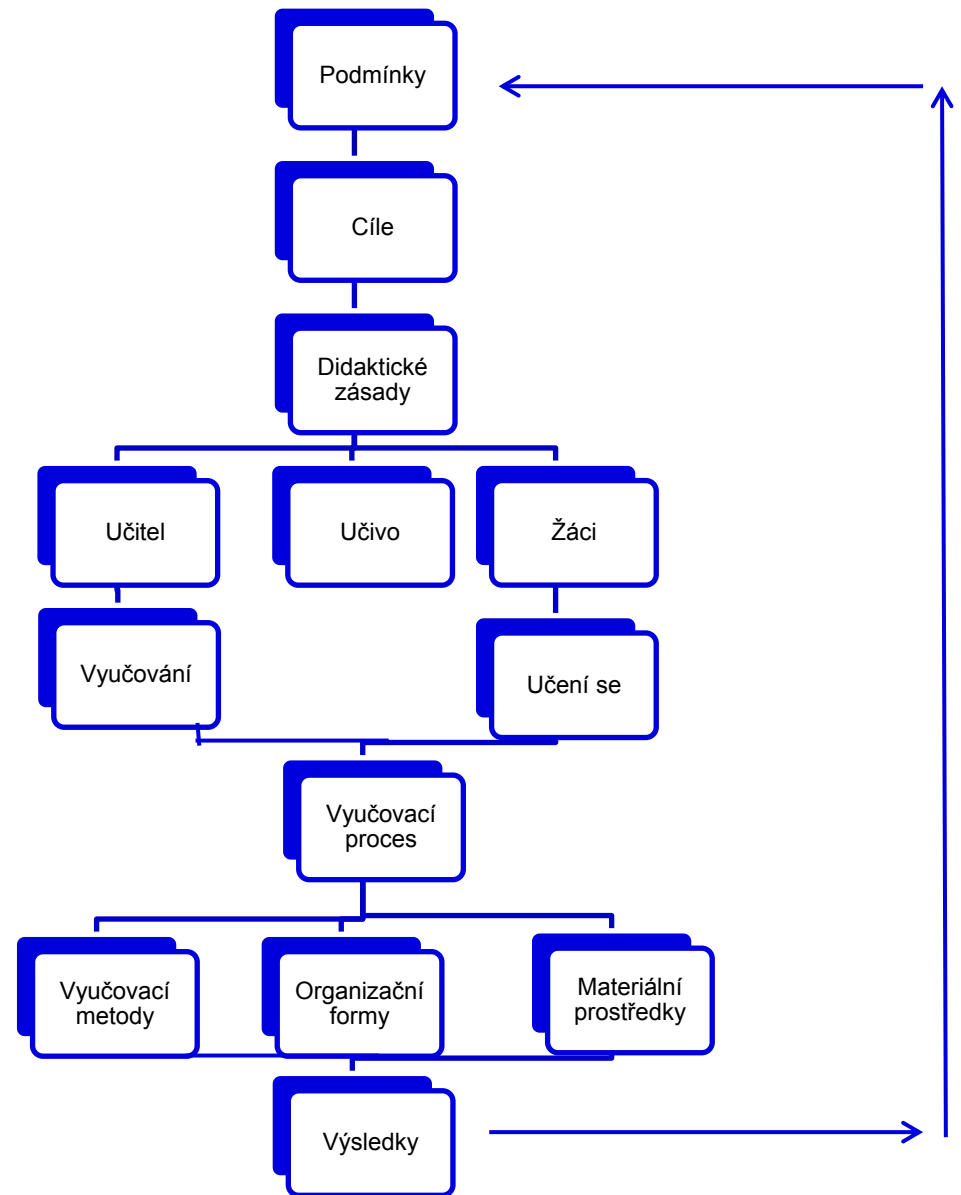 Podmínky
Cíle
Didaktické
zásady
Učitel
Učivo
Žáci
Vyučování
Učení se
Vyučovací
proces
Vyučovací
metody
Organizační
formy
Materiální
prostředky
Výsledky